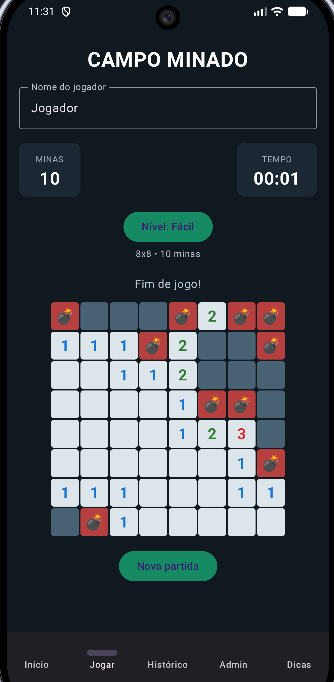 11:31
CAMPO MINADO
Nome do jogador
Jogador
MINAS
10
TEMPO
00:01
Nível: Fácil
8x8 • 10 minas
Fim de jogo!
2
1 1 1 2
1 1 2
1
1 2 3
1
1 1 1 1 1
1
Nova partida
Início Jogar Histórico Admin Dicas